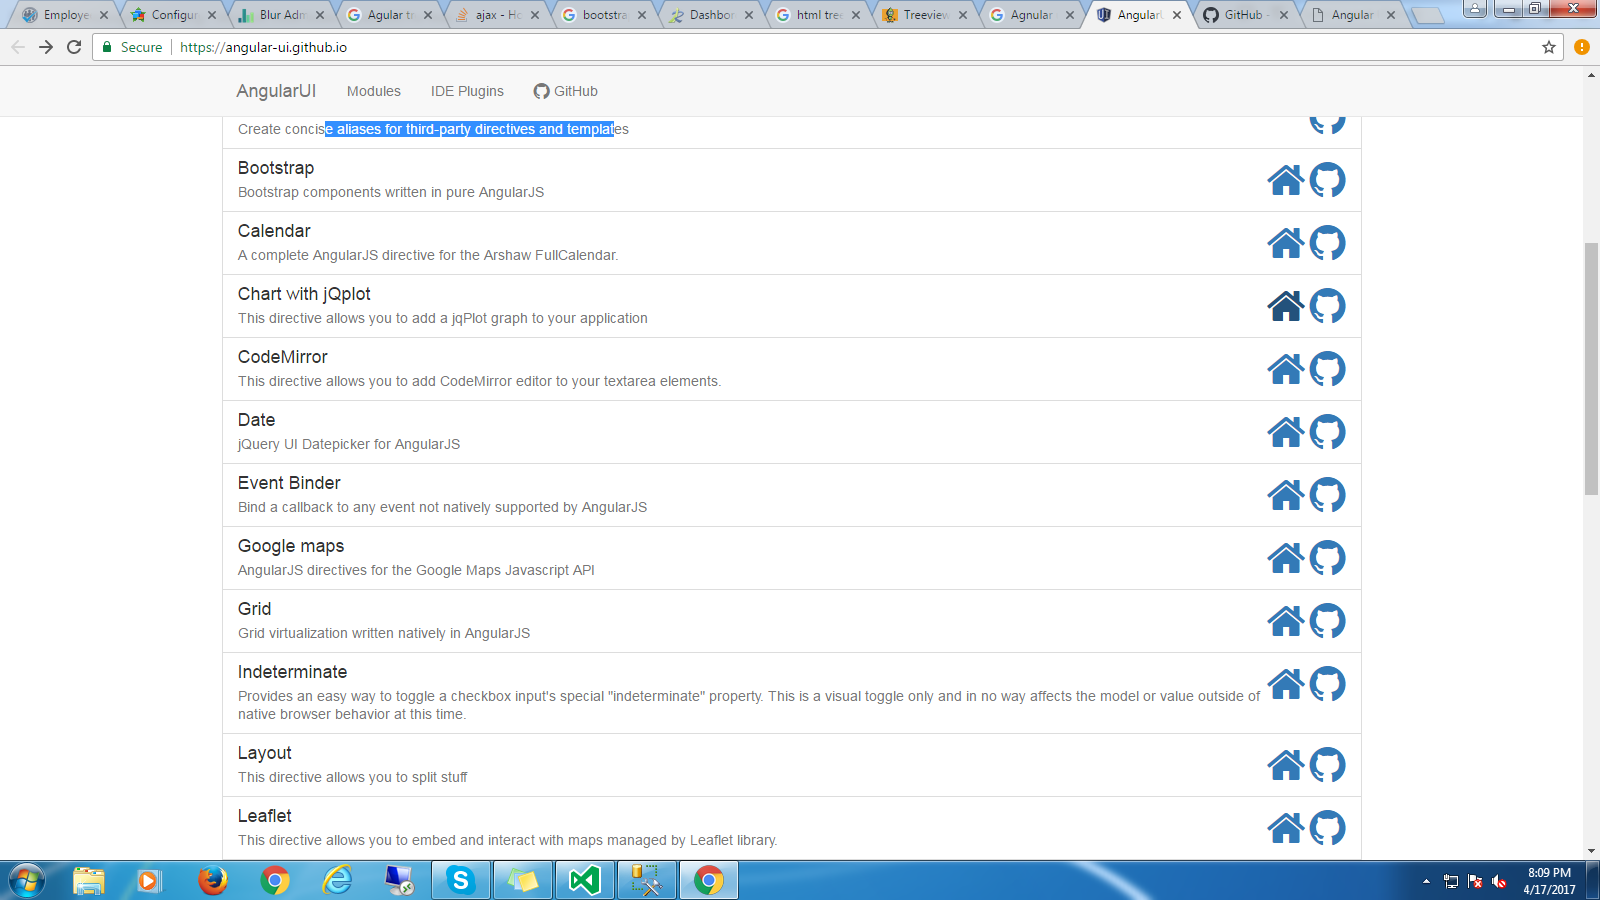 Employe
Configur
Blur Adm
Agular tr
ajax - Ho
bootstra
Dashbor
html tree
Treeview
Agnular
Angular
GitHub -
Angular
Secure
https://angular-ui.github.io
AngularUI
Modules
IDE Plugins
GitHub
Create concise aliases for third-party directives and templates
Bootstrap
Bootstrap components written in pure AngularJS
Calendar
A complete AngularJS directive for the Arshaw FullCalendar.
Chart with jQplot
This directive allows you to add a jqPlot graph to your application
CodeMirror
This directive allows you to add CodeMirror editor to your textarea elements.
Date
jQuery UI Datepicker for AngularJS
Event Binder
Bind a callback to any event not natively supported by AngularJS
Google maps
AngularJS directives for the Google Maps Javascript API
Grid
Grid virtualization written natively in AngularJS
Indeterminate
Provides an easy way to toggle a checkbox input's special "indeterminate" property. This is a visual toggle only and in no way affects the model or value outside of
native browser behavior at this time.
Layout
This directive allows you to split stuff
Leaflet
This directive allows you to embed and interact with maps managed by Leaflet library.
8:09 PM
4/17/2017